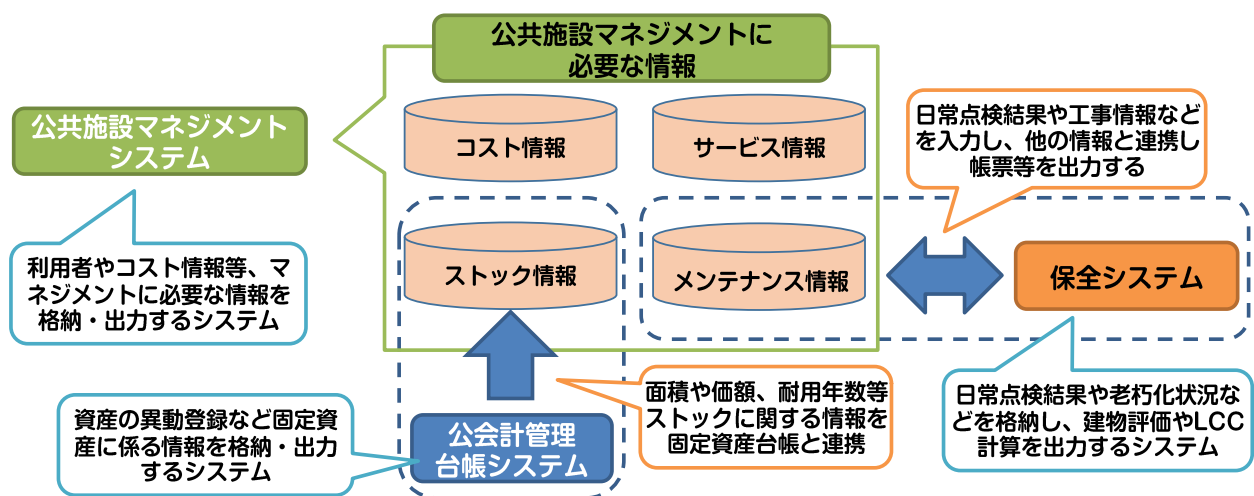 公共施設マネジメントに
必要な情報
公共施設マネジメント
システム
コスト情報
サービス情報
日常点検結果や工事情報など
を入力し、他の情報と連携し
帳票等を出力する
利用者やコスト情報等、マ
ネジメントに必要な情報を
格納・出力するシステム
ストック情報
メンテナンス情報
保全システム
資産の異動登録など固定資
産に係る情報を格納・出力
するシステム
公会計管理
台帳システム
面積や価額、耐用年数等
ストックに関する情報を
固定資産台帳と連携
日常点検結果や老朽化状況な
どを格納し、建物評価やLCC
計算を出力するシステム